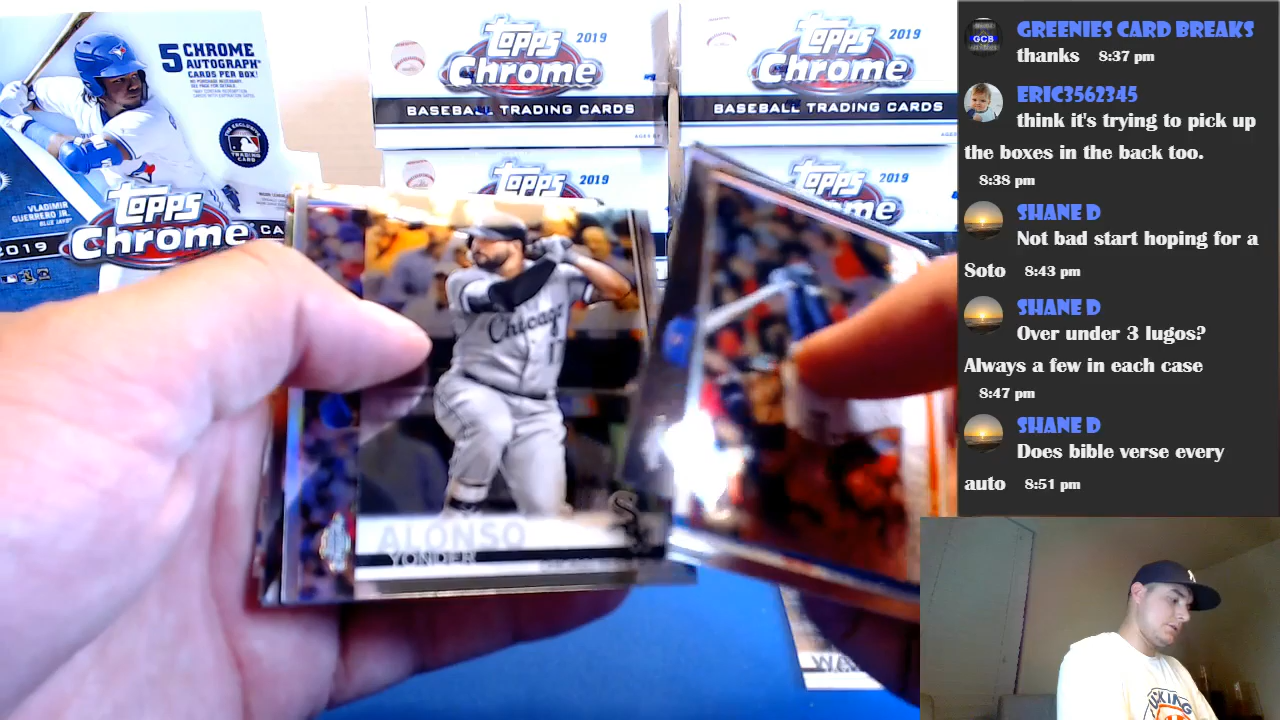 5 CHROME
AUTOGRAPH
CARDS PER BOX!
VLADIMIR
GUERRERO JR.
BLUE JAYS
Topps
2019 Chrome
Topps 2019
Chrome
BASEBALL TRADING CARDS
Topps 2019
Chrome
BASEBALL TRADING CARDS
Topps 2019
Topps 2019
Chicago
17
ALONSO
YONDER
GCB
GREENIES CARD BREAKS
thanks 8:37 pm
ERIC3562345
think it's trying to pick up
the boxes in the back too.
8:38 pm
SHANE D
Not bad start hoping for a
Soto 8:43 pm
SHANE D
Over under 3 lugos?
Always a few in each case
8:47 pm
SHANE D
Does bible verse every
auto 8:51 pm